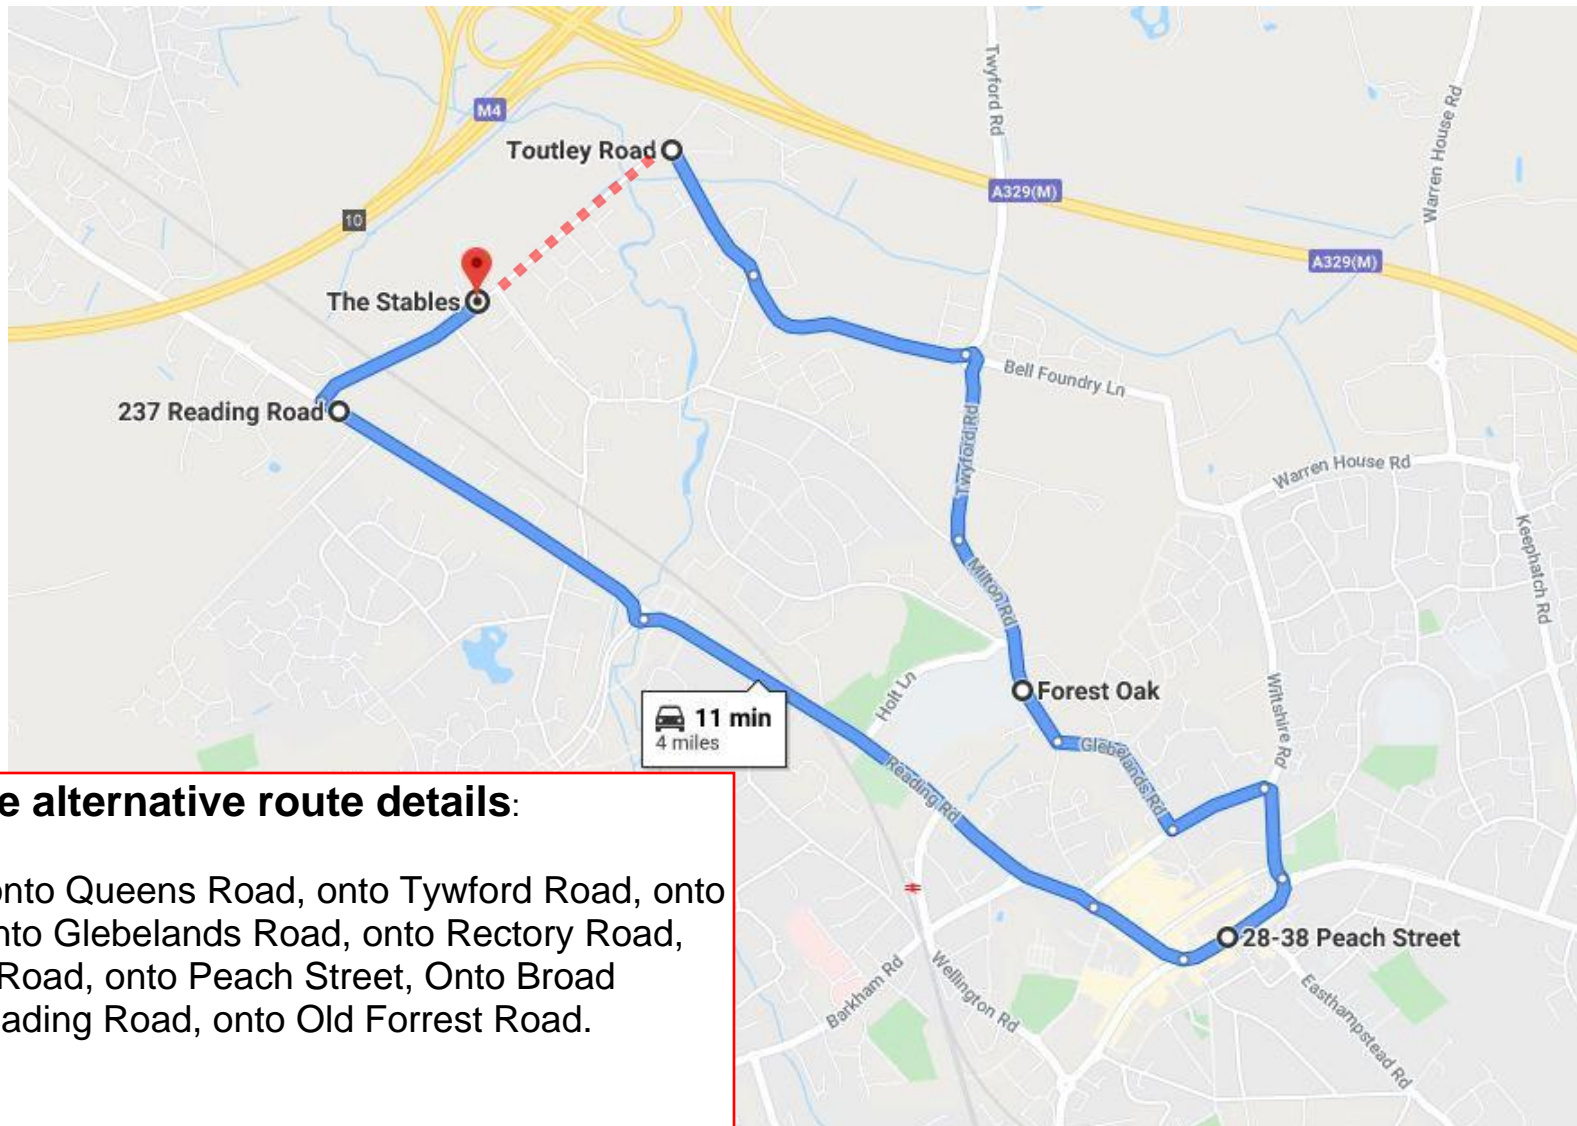 Twyford Rd
Warren House Rd
M4
Toutley Road
A329(M)
10
A329(M)
The Stables
Bell Foundry Ln
237 Reading Road
Twyford Rd
Warren House Rd
Keephatch Rd
Milton Rd
Forest Oak
Holt Ln
Wiltshire Rd
11 min
4 miles
Glebelands Rd
Reading Rd
28-38 Peach Street
Barkham Rd
Wellington Rd
Easthampstead Rd
e alternative route details:
onto Queens Road, onto Tywford Road, onto
nto Glebelands Road, onto Rectory Road,
Road, onto Peach Street, Onto Broad
ading Road, onto Old Forrest Road.